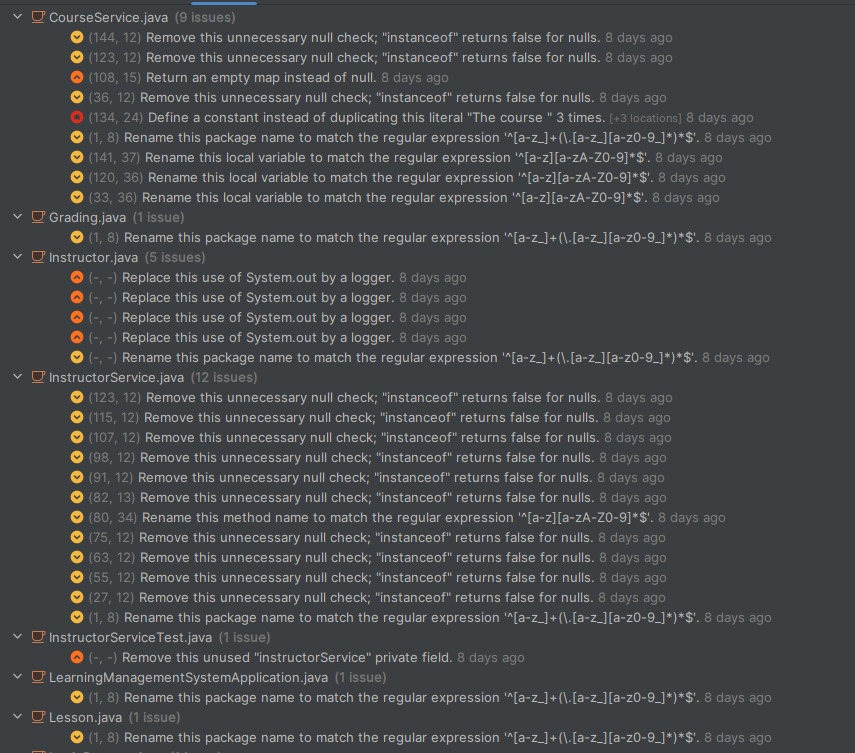 CourseService.java (9 issues)
(144, 12) Remove this unnecessary null check; "instanceof" returns false for nulls. 8 days ago
(123, 12) Remove this unnecessary null check; "instanceof" returns false for nulls. 8 days ago
(108, 15) Return an empty map instead of null. 8 days ago
(36, 12) Remove this unnecessary null check; "instanceof" returns false for nulls. 8 days ago
(134, 24) Define a constant instead of duplicating this literal "The course " 3 times. [+3 locations] 8 days ago
(1, 8) Rename this package name to match the regular expression '^[a-z_]+(\.[a-z_][a-z0-9_]*)*$'. 8 days ago
(141, 37) Rename this local variable to match the regular expression '^[a-z][a-zA-Z0-9]*$'. 8 days ago
(120, 36) Rename this local variable to match the regular expression '^[a-z][a-zA-Z0-9]*$'. 8 days ago
(33, 36) Rename this local variable to match the regular expression '^[a-z][a-zA-Z0-9]*$'. 8 days ago
Grading.java (1 issue)
(1, 8) Rename this package name to match the regular expression '^[a-z_]+(\.[a-z_][a-z0-9_]*)*$'. 8 days ago
Instructor.java (5 issues)
(-, -) Replace this use of System.out by a logger. 8 days ago
(-, -) Replace this use of System.out by a logger. 8 days ago
(-, -) Replace this use of System.out by a logger. 8 days ago
(-, -) Replace this use of System.out by a logger. 8 days ago
(-, -) Rename this package name to match the regular expression '^[a-z_]+(\.[a-z_][a-z0-9_]*)*$'. 8 days ago
InstructorService.java (12 issues)
(123, 12) Remove this unnecessary null check; "instanceof" returns false for nulls. 8 days ago
(115, 12) Remove this unnecessary null check; "instanceof" returns false for nulls. 8 days ago
(107, 12) Remove this unnecessary null check; "instanceof" returns false for nulls. 8 days ago
(98, 12) Remove this unnecessary null check; "instanceof" returns false for nulls. 8 days ago
(91, 12) Remove this unnecessary null check; "instanceof" returns false for nulls. 8 days ago
(82, 13) Remove this unnecessary null check; "instanceof" returns false for nulls. 8 days ago
(80, 34) Rename this method name to match the regular expression '^[a-z][a-zA-Z0-9]*$'. 8 days ago
(75, 12) Remove this unnecessary null check; "instanceof" returns false for nulls. 8 days ago
(63, 12) Remove this unnecessary null check; "instanceof" returns false for nulls. 8 days ago
(55, 12) Remove this unnecessary null check; "instanceof" returns false for nulls. 8 days ago
(27, 12) Remove this unnecessary null check; "instanceof" returns false for nulls. 8 days ago
(1, 8) Rename this package name to match the regular expression '^[a-z_]+(\.[a-z_][a-z0-9_]*)*$'. 8 days ago
InstructorServiceTest.java (1 issue)
(-, -) Remove this unused "instructorService" private field. 8 days ago
LearningManagementSystemApplication.java (1 issue)
(1, 8) Rename this package name to match the regular expression '^[a-z_]+(\.[a-z_][a-z0-9_]*)*$'. 8 days ago
Lesson.java (1 issue)
(1, 8) Rename this package name to match the regular expression '^[a-z_]+(\.[a-z_][a-z0-9_]*)*$'. 8 days ago